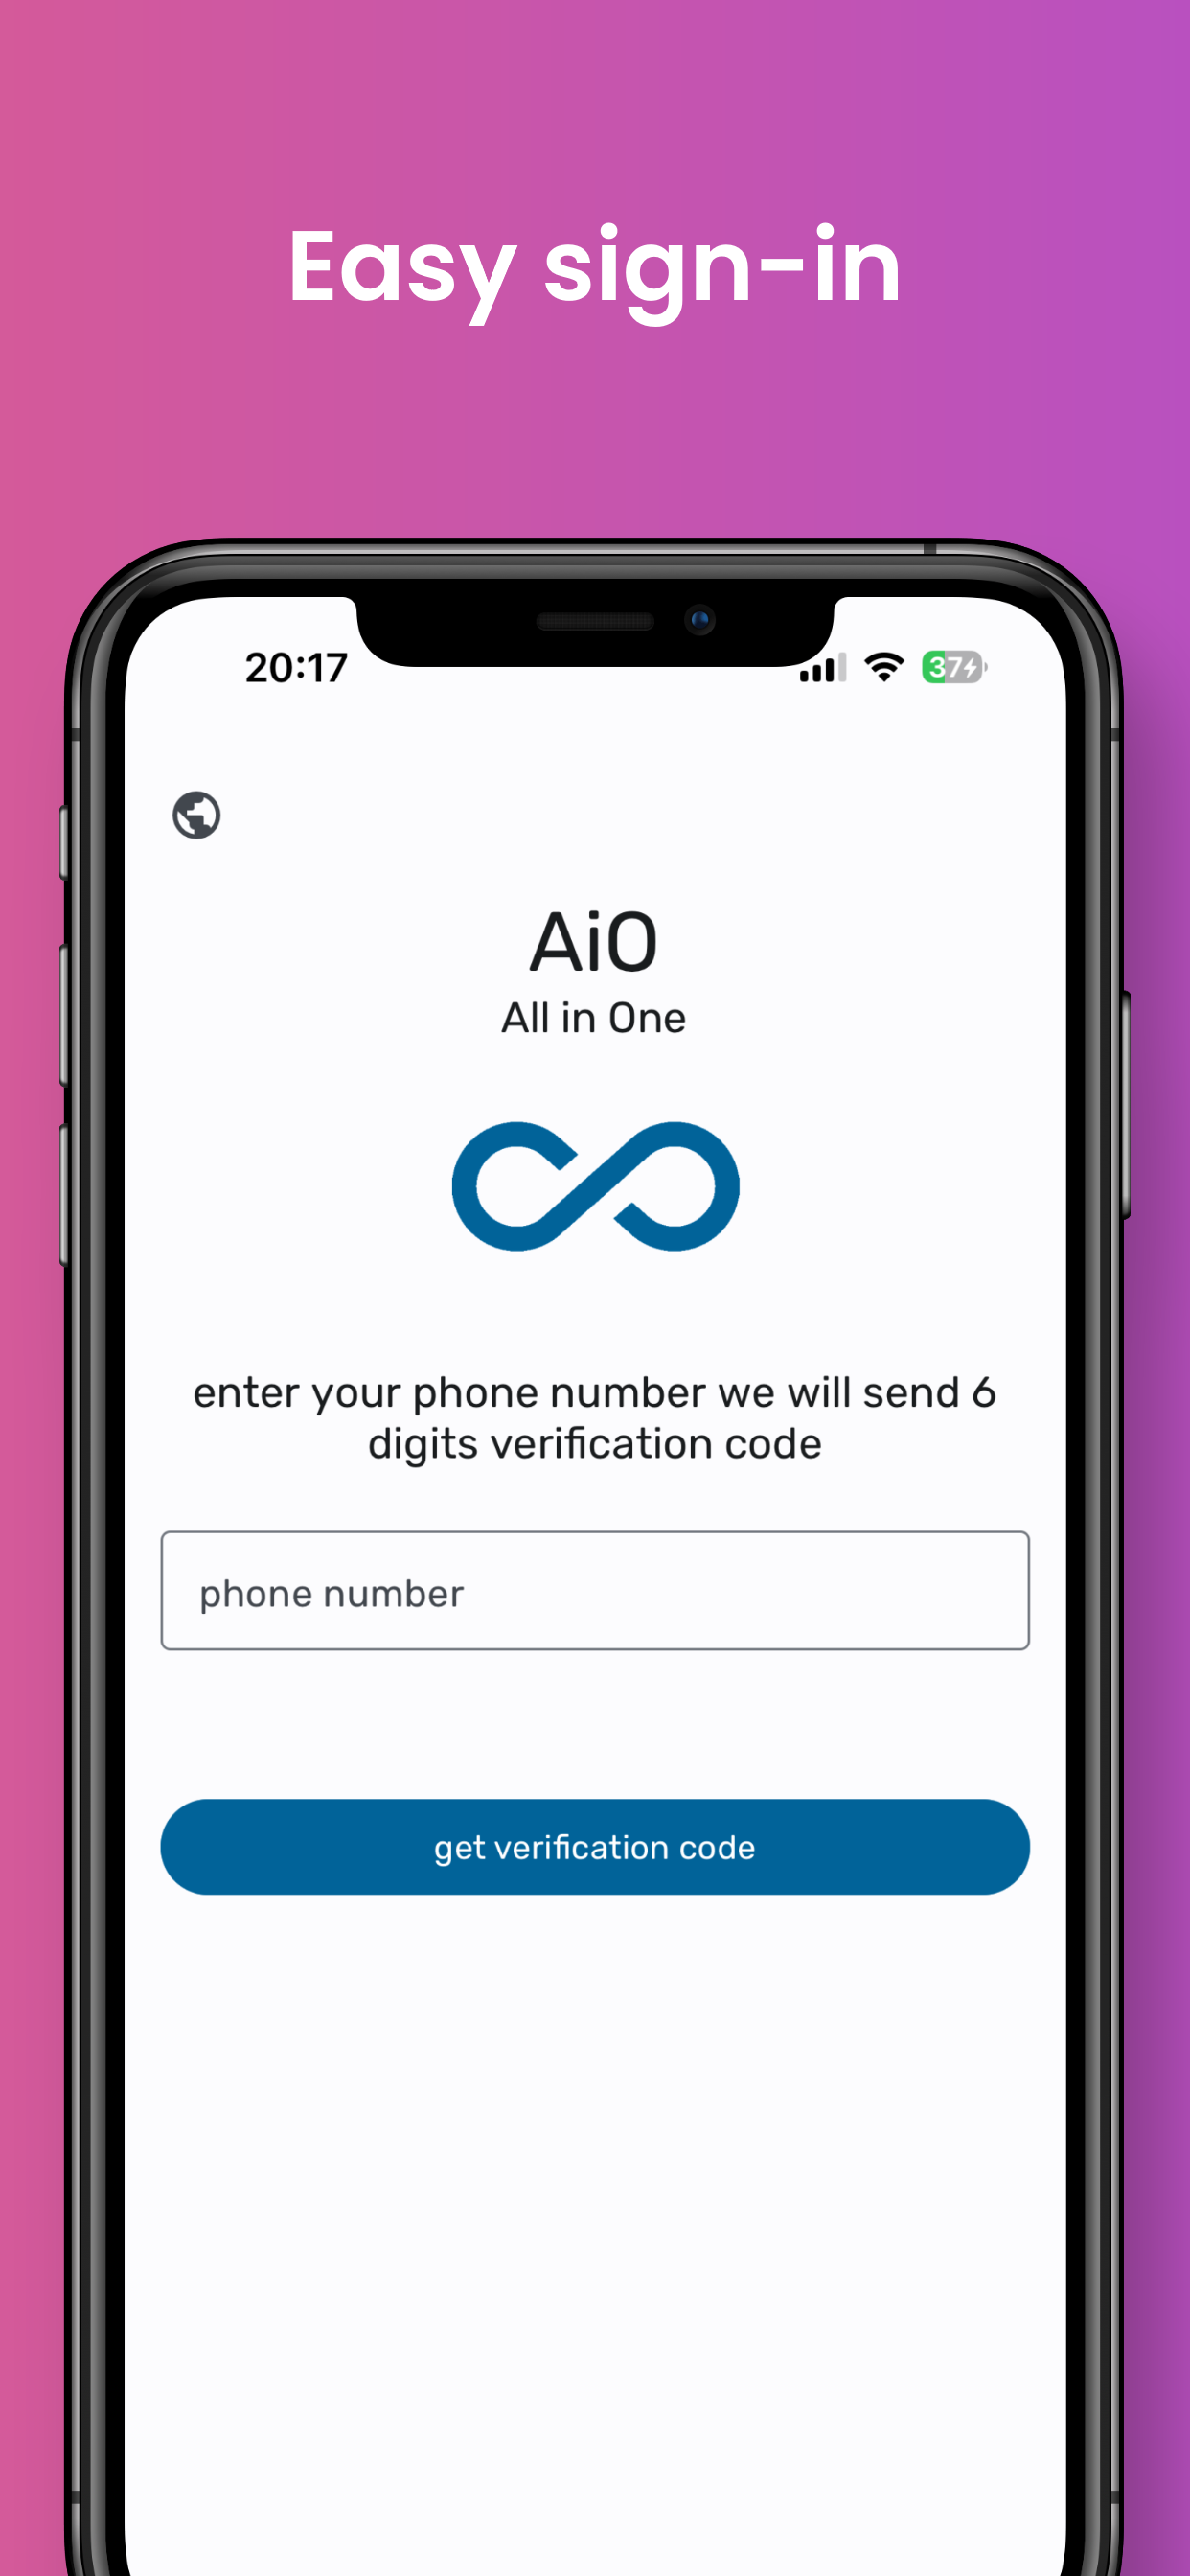 Easy sign-in
20:17
37
AiO
All in One
enter your phone number we will send 6
digits verification code
phone number
get verification code